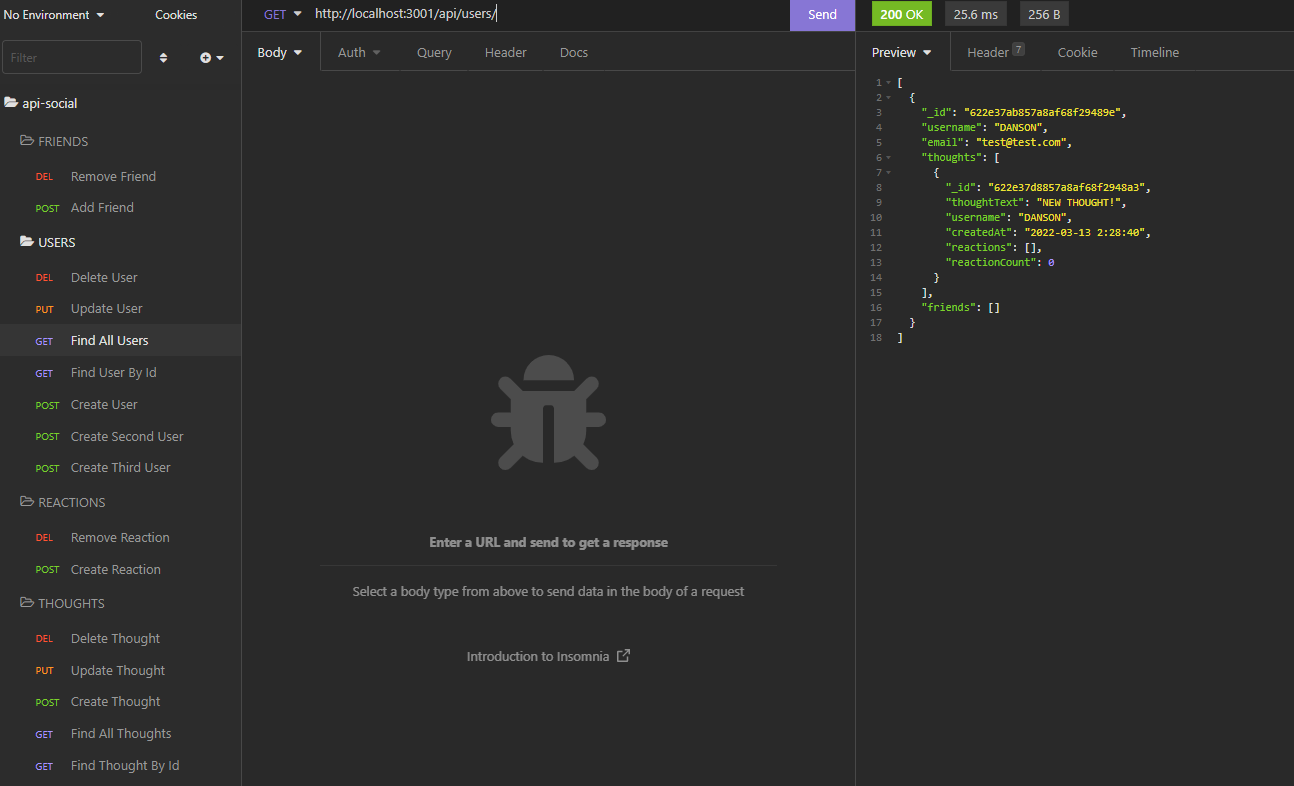 No Environment
Cookies
Filter
api-social
FRIENDS
DEL Remove Friend
POST Add Friend
USERS
DEL Delete User
PUT Update User
GET Find All Users
GET Find User By Id
POST Create User
POST Create Second User
POST Create Third User
REACTIONS
DEL Remove Reaction
POST Create Reaction
THOUGHTS
DEL Delete Thought
PUT Update Thought
POST Create Thought
GET Find All Thoughts
GET Find Thought By Id
GET http://localhost:3001/api/users/ Send
Body Auth Query Header Docs
Enter a URL and send to get a response
Select a body type from above to send data in the body of a request
Introduction to Insomnia
200 OK 25.6 ms 256 B
Preview Header 7 Cookie Timeline
1 [
2 {
3 "_id": "622e37ab857a8af68f29489e",
4 "username": "DANSON",
5 "email": "test@test.com",
6 "thoughts": [
7 {
8 "_id": "622e37d8857a8af68f2948a3",
9 "thoughtText": "NEW THOUGHT!",
10 "username": "DANSON",
11 "createdAt": "2022-03-13 2:28:40",
12 "reactions": [],
13 "reactionCount": 0
14 }
15 ],
16 "friends": []
17 }
18 ]